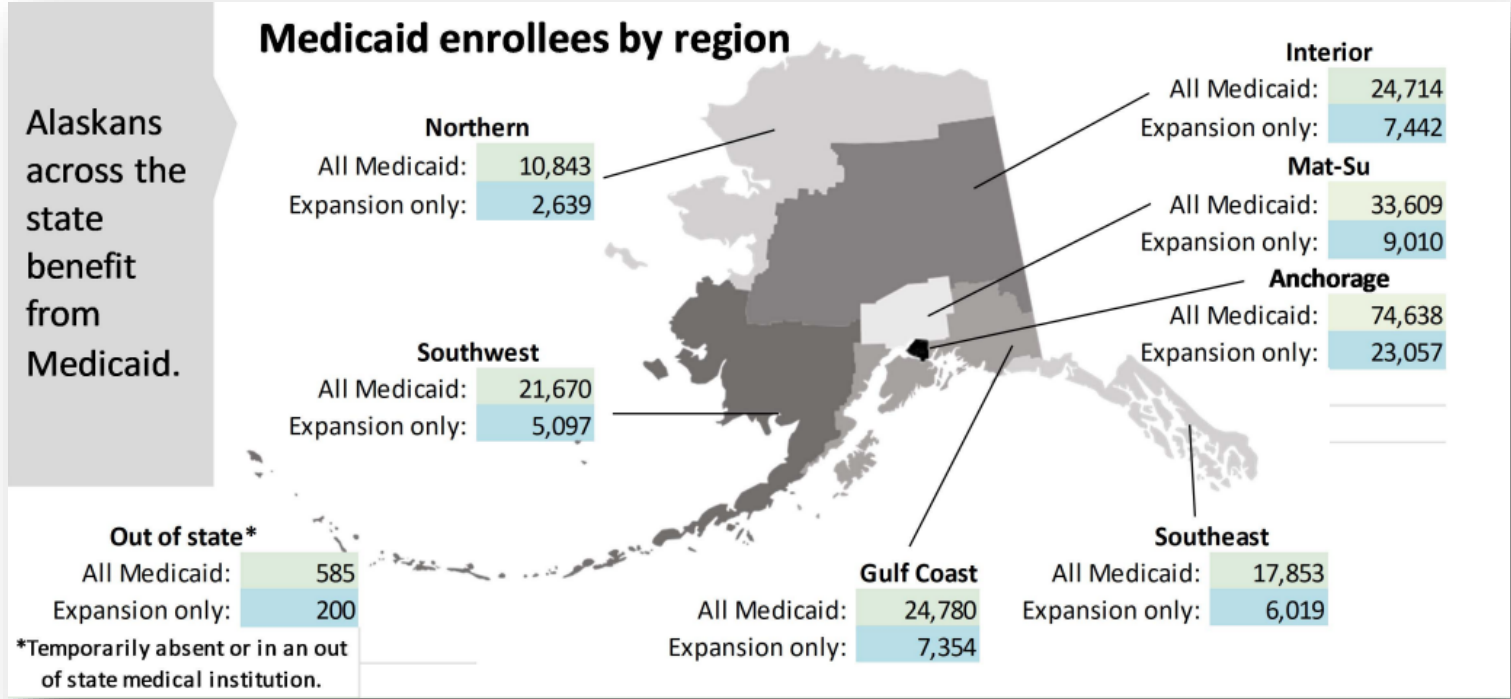 Medicaid enrollees by region
Alaskans
across the
state
benefit
from
Medicaid.
Northern
All Medicaid: 10,843
Expansion only: 2,639
Interior
All Medicaid: 24,714
Expansion only: 7,442
Mat-Su
All Medicaid: 33,609
Expansion only: 9,010
Anchorage
All Medicaid: 74,638
Expansion only: 23,057
Southwest
All Medicaid: 21,670
Expansion only: 5,097
Out of state*
All Medicaid: 585
Expansion only: 200
*Temporarily absent or in an out
of state medical institution.
Gulf Coast
All Medicaid: 24,780
Expansion only: 7,354
Southeast
All Medicaid: 17,853
Expansion only: 6,019